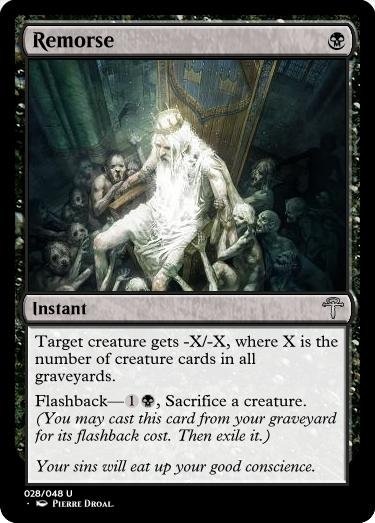 Remorse
Instant
Target creature gets -X/-X, where X is the
number of creature cards in all
graveyards.
Flashback—1, Sacrifice a creature.
(You may cast this card from your graveyard
for its flashback cost. Then exile it.)
Your sins will eat up your good conscience.
028/048 U
· Pierre Droal